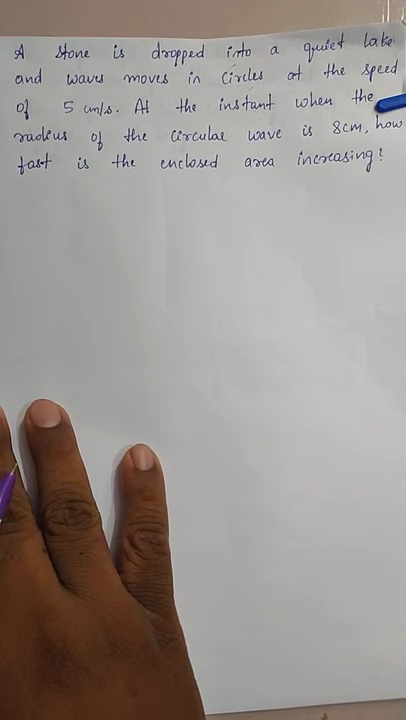 A stone is dropped into a quiet lake
and waves moves in circles at the speed
of 5 cm/s. At the instant when the
radius of the circular wave is 8cm, how
fast is the enclosed area increasing?